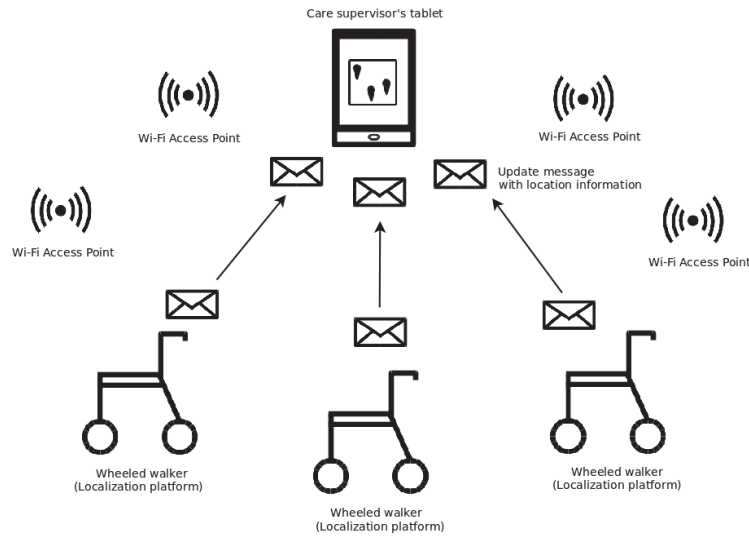 Care supervisor's tablet
Wi-Fi Access Point
Wi-Fi Access Point
Update message
with location information
Wi-Fi Access Point
Wi-Fi Access Point
Wheeled walker
(Localization platform)
Wheeled walker
(Localization platform)
Wheeled walker
(Localization platform)